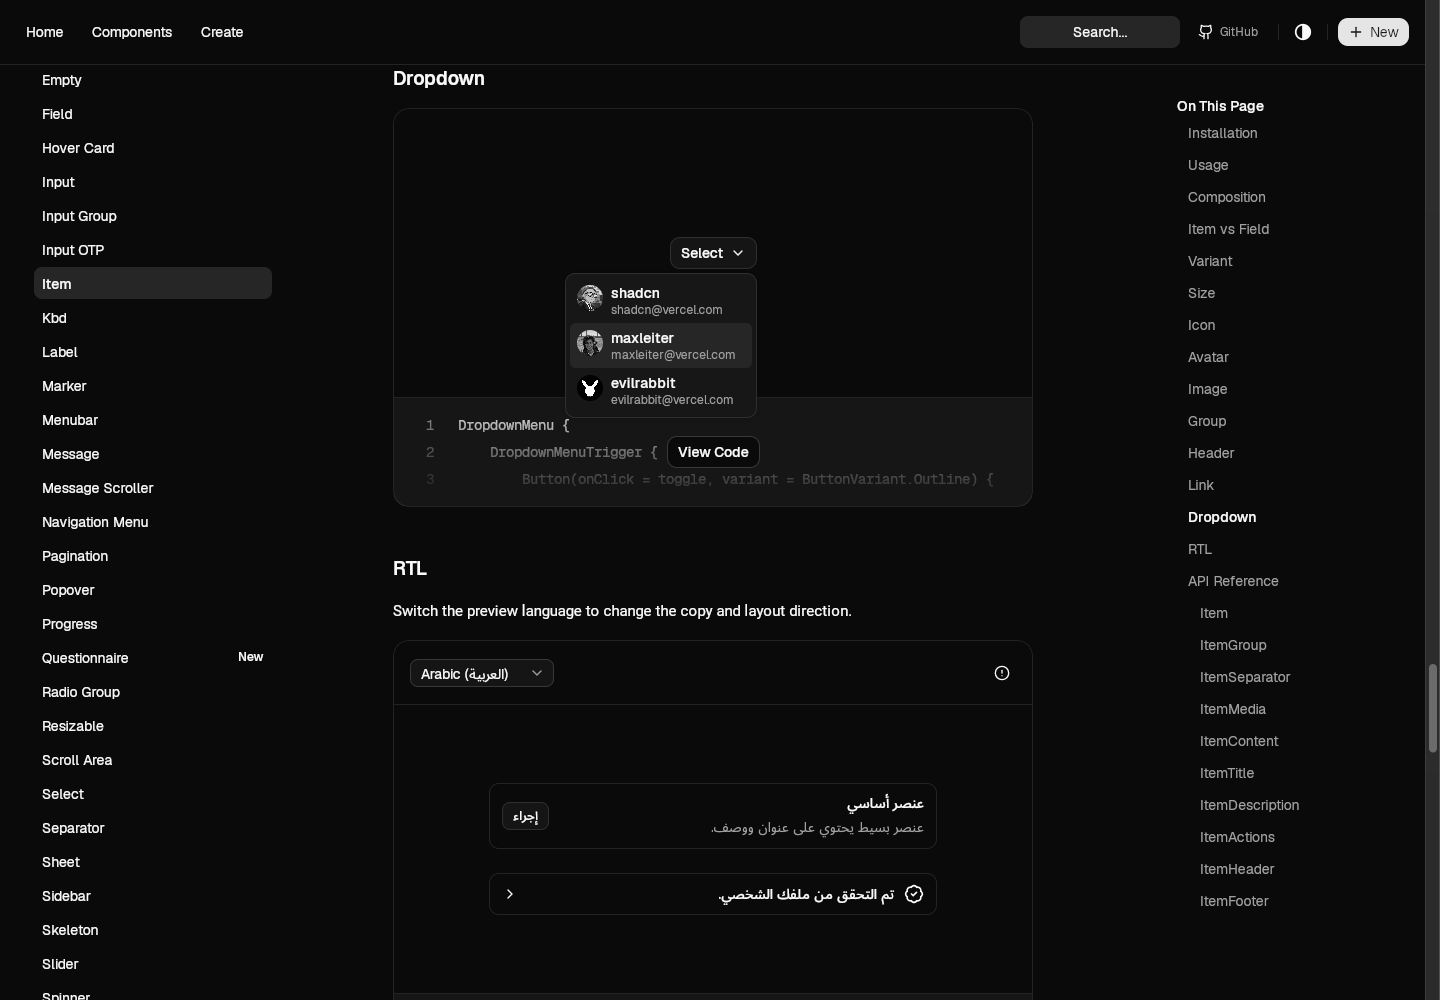 Home
Components
Create
Search...
GitHub
New
Empty
Field
Hover Card
Input
Input Group
Input OTP
Item
Kbd
Label
Marker
Menubar
Message
Message Scroller
Navigation Menu
Pagination
Popover
Progress
Questionnaire
New
Radio Group
Resizable
Scroll Area
Select
Separator
Sheet
Sidebar
Skeleton
Slider
Spinner
Dropdown
Select
shadcn
shadcn@vercel.com
maxleiter
maxleiter@vercel.com
evilrabbit
evilrabbit@vercel.com
1 DropdownMenu {
2 DropdownMenuTrigger {
View Code
3 Button(onClick = toggle, variant = ButtonVariant.Outline) {
RTL
Switch the preview language to change the copy and layout direction.
Arabic (العربية)
عنصر أساسي
عنصر بسيط يحتوي على عنوان ووصف.
إجراء
تم التحقق من ملفك الشخصي.
On This Page
Installation
Usage
Composition
Item vs Field
Variant
Size
Icon
Avatar
Image
Group
Header
Link
Dropdown
RTL
API Reference
Item
ItemGroup
ItemSeparator
ItemMedia
ItemContent
ItemTitle
ItemDescription
ItemActions
ItemHeader
ItemFooter